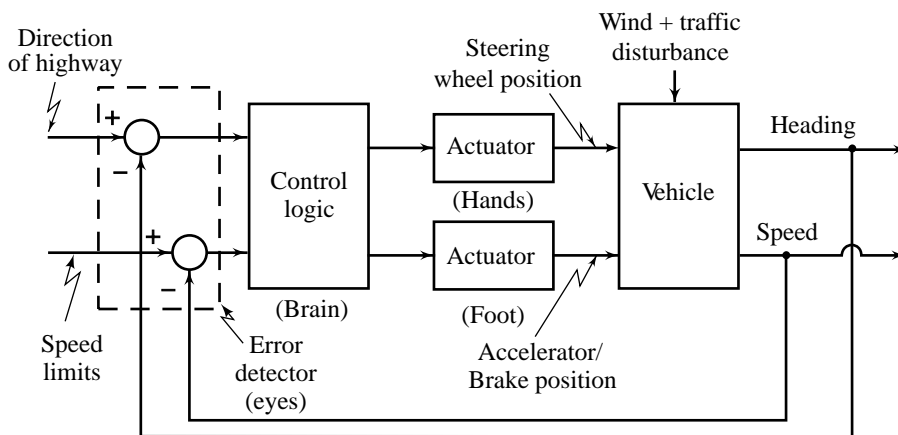 Direction
of highway
Steering
wheel position
Wind + traffic
disturbance
+
Heading
Actuator
−
Control
logic
(Hands)
Vehicle
+
Speed
Actuator
−
(Brain)
(Foot)
Speed
limits
Error
detector
(eyes)
Accelerator/
Brake position